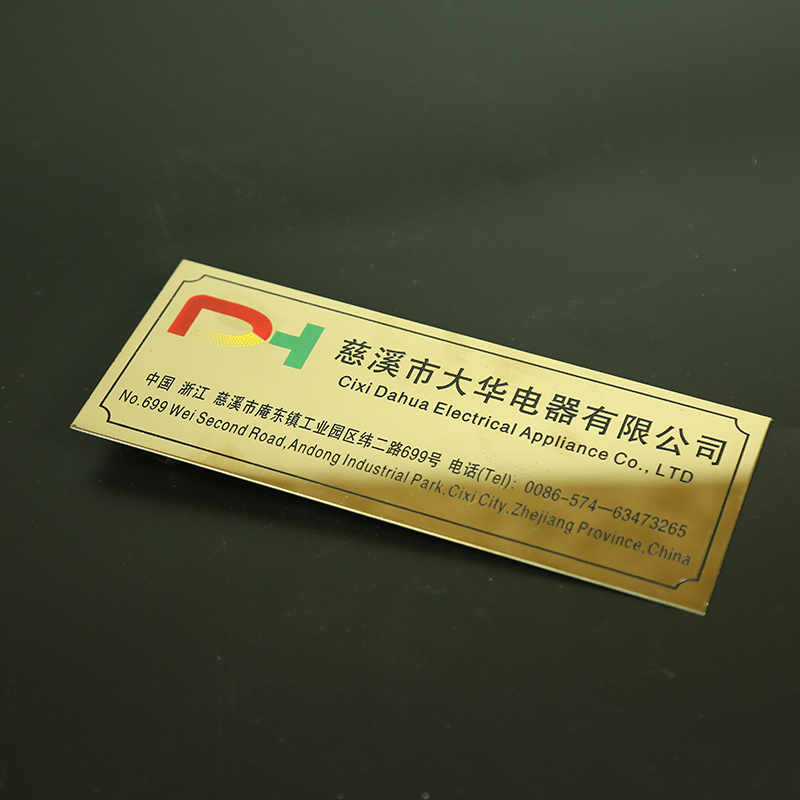 DH
慈溪市大华电器有限公司
Cixi Dahua Electrical Appliance Co., LTD
中国 浙江 慈溪市庵东镇工业园区纬二路699号 电话(Tel): 0086-574—63473265
No.699 Wei Second Road,Andong Industrial Park,Cixi City,Zhejiang Province,China